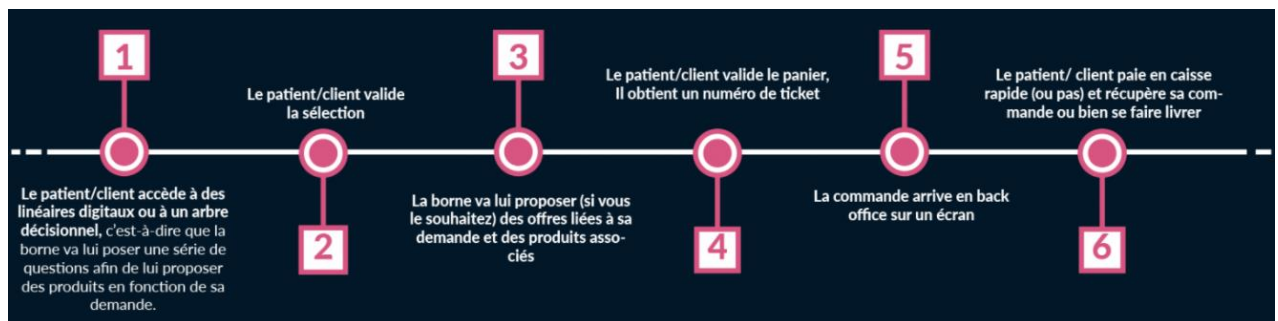 1
Le patient/client accède à des
linéaires digitaux ou à un arbre
décisionnel, c'est-à-dire que la
borne va lui poser une série de
questions afin de lui proposer
des produits en fonction de sa
demande.
Le patient/client valide
la sélection
2
3
La borne va lui proposer (si vous
le souhaitez) des offres liées à sa
demande et des produits asso-
ciés
Le patient/client valide le panier,
Il obtient un numéro de ticket
4
5
La commande arrive en back
office sur un écran
Le patient/ client paie en caisse
rapide (ou pas) et récupère sa com-
mande ou bien se faire livrer
6